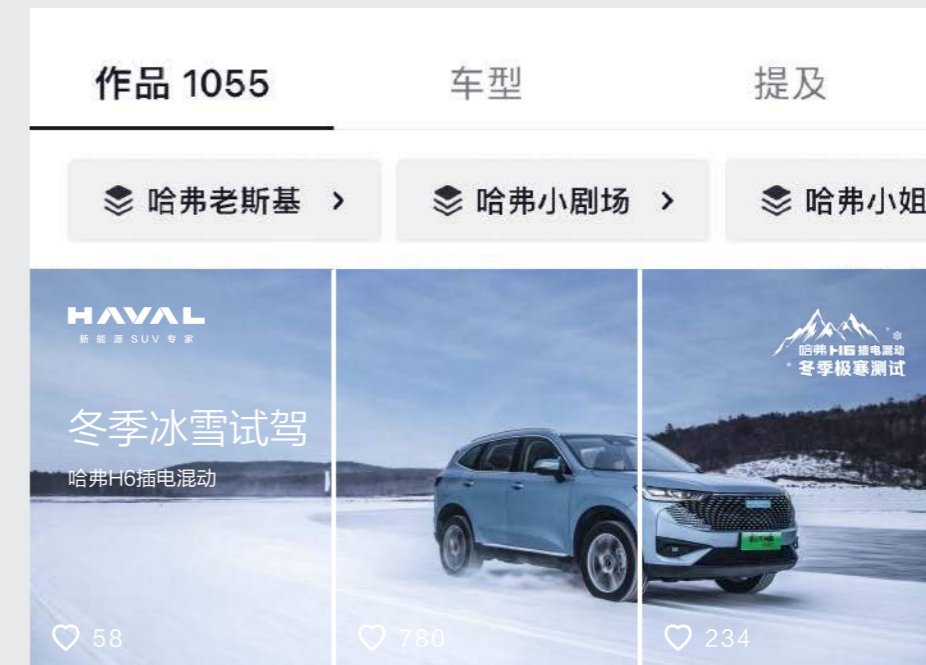 作品 1055
车型
提及
哈弗老斯基
哈弗小剧场
哈弗小姐
HAVAL
新能源SUV专家
哈弗H6插电混动
冬季极寒测试
冬季冰雪试驾
哈弗H6插电混动
58
780
234